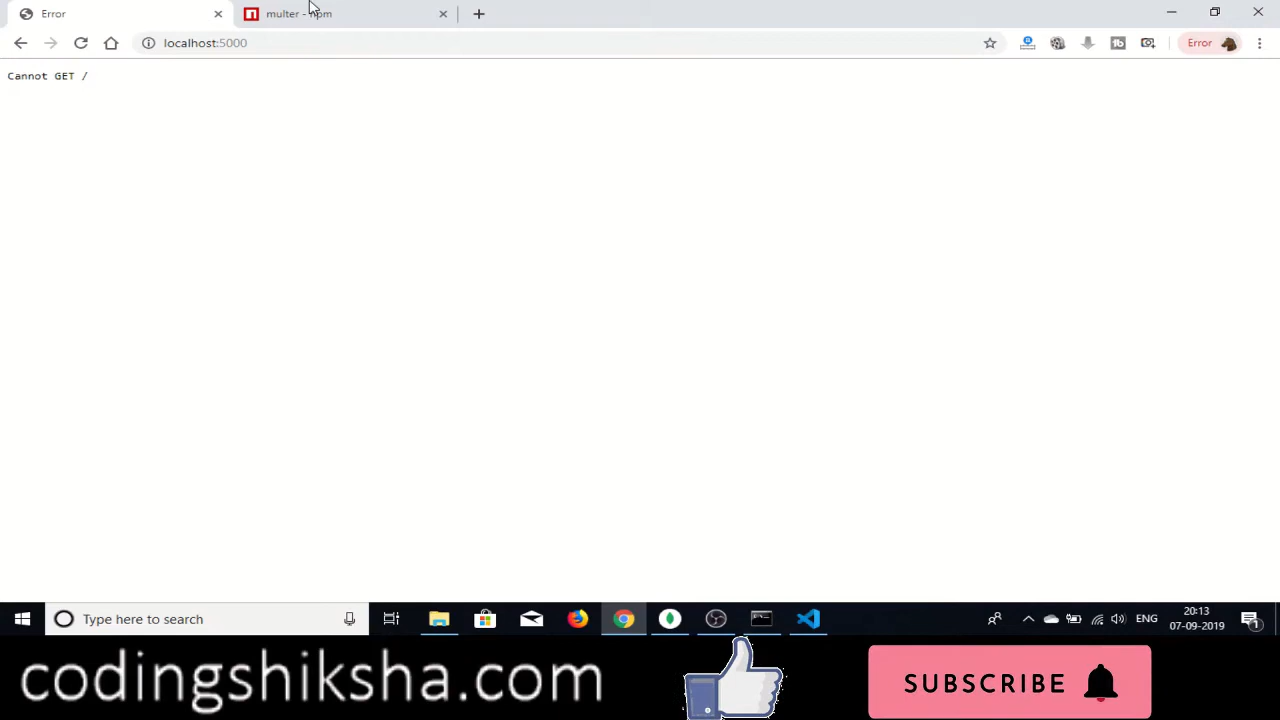 Error
multer - npm
localhost:5000
Error
Cannot GET /
Type here to search
ENG
20:13
07-09-2019
1
codingshiksha.com
SUBSCRIBE